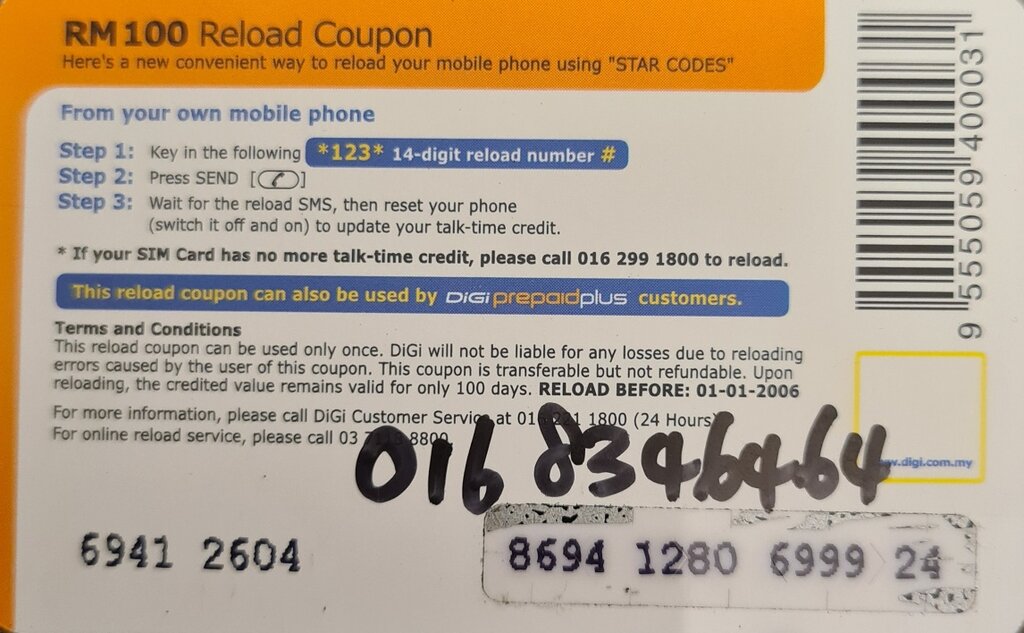 RM100 Reload Coupon
Here's a new convenient way to reload your mobile phone using "STAR CODES"
From your own mobile phone
Step 1: Key in the following *123* 14-digit reload number #
Step 2: Press SEND [ ]
Step 3: Wait for the reload SMS, then reset your phone
(switch it off and on) to update your talk-time credit.
* If your SIM Card has no more talk-time credit, please call 016 299 1800 to reload.
This reload coupon can also be used by DiGi prepaidplus customers.
Terms and Conditions
This reload coupon can be used only once. DiGi will not be liable for any losses due to reloading
errors caused by the user of this coupon. This coupon is transferable but not refundable. Upon
reloading, the credited value remains valid for only 100 days. RELOAD BEFORE: 01-01-2006
For more information, please call DiGi Customer Service at 1800 (24 Hours)
For online reload service, please call 03 8800.
.digi.com.my
016 8346464
6941 2604
8694 1280 6999 24
9 555059 400031